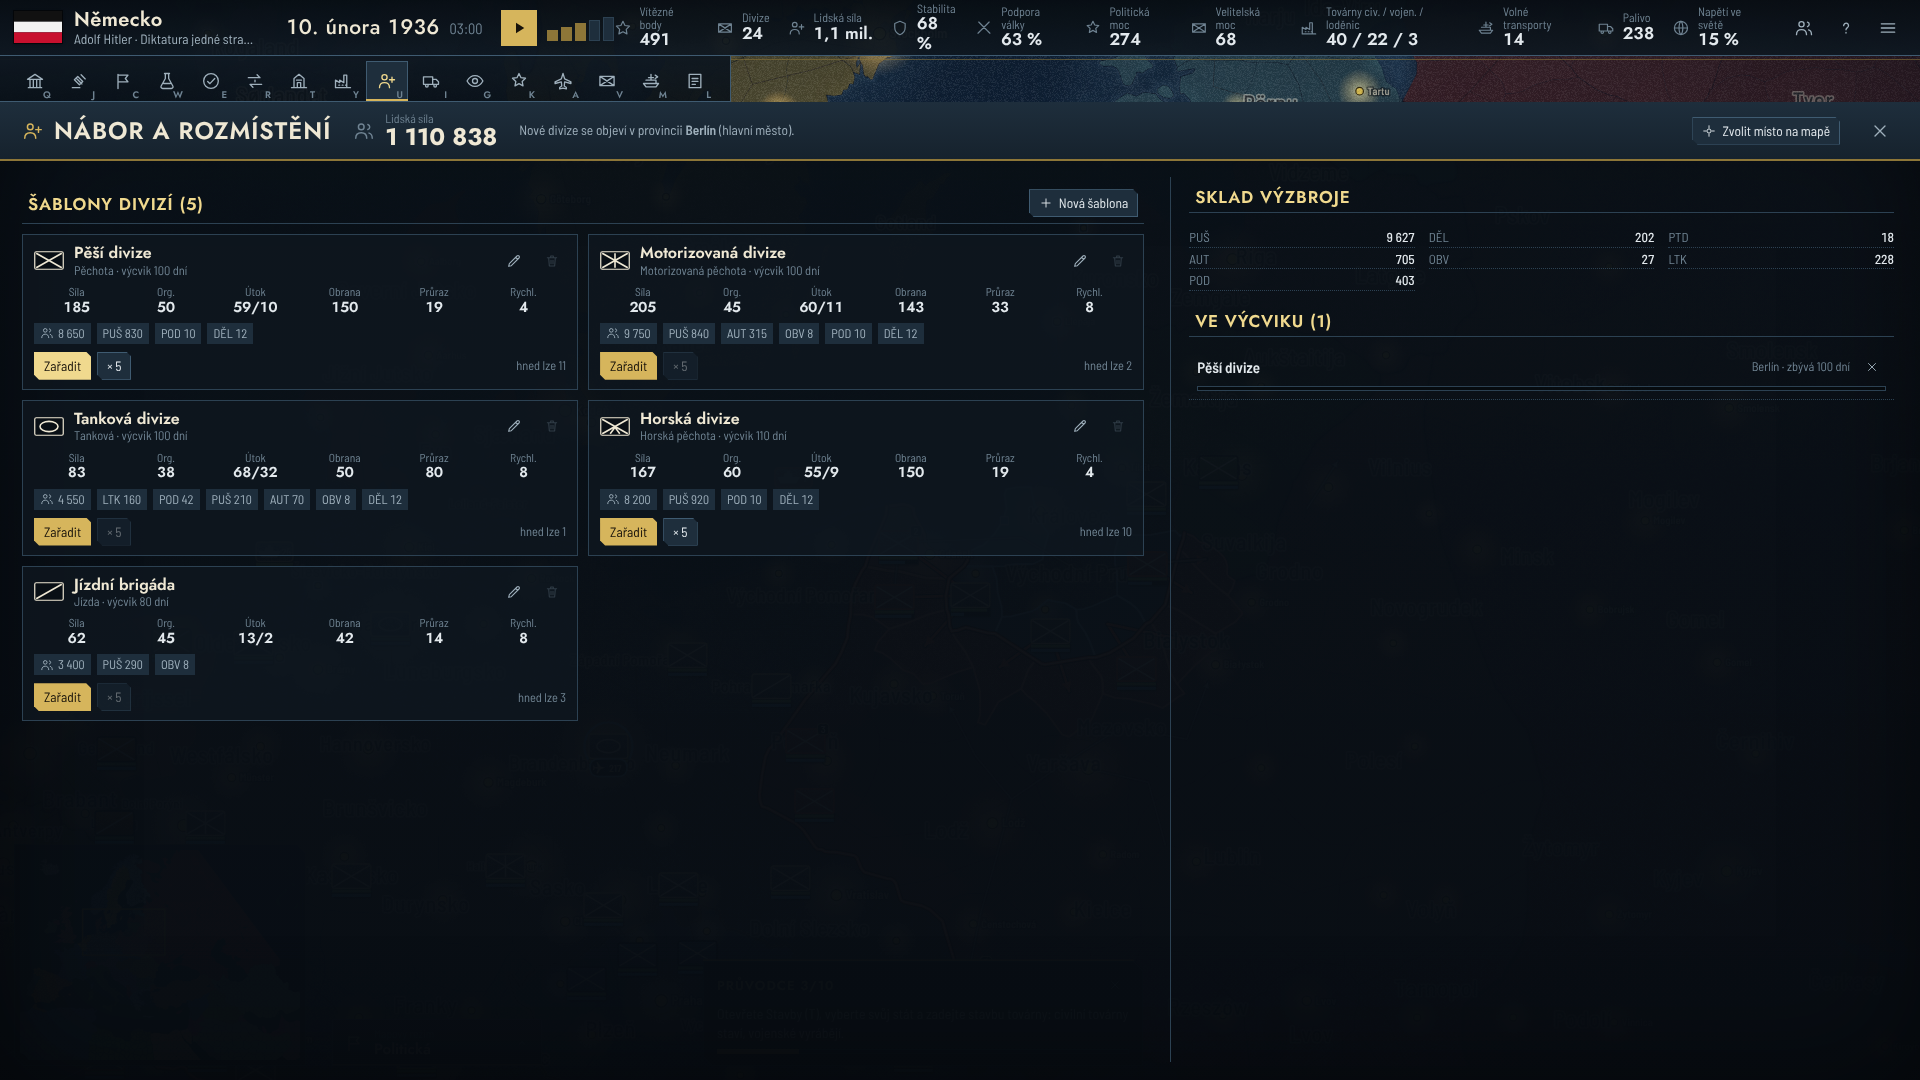 Německo
Adolf Hitler · Diktatura jedné stra...
10. února 1936 03:00
Vítězné body
491
Divize
24
Lidská síla
1,1 mil.
Stabilita
68 %
Podpora války
63 %
Politická moc
274
Velitelská moc
68
Továrny civ. / vojen. / loděnic
40 / 22 / 3
Volné transporty
14
Palivo
238
Napětí ve světě
15 %
?
Q J C W E R T Y U I G K A V M L
Tartu
NÁBOR A ROZMÍSTĚNÍ
Lidská síla
1 110 838
Nové divize se objeví v provincii Berlín (hlavní město).
Zvolit místo na mapě
ŠABLONY DIVIZÍ (5)
Nová šablona
Pěší divize
Pěchota · výcvik 100 dní
Síla Org. Útok Obrana Průraz Rychl.
185 50 59/10 150 19 4
8 650 PUŠ 830 POD 10 DĚL 12
Zařadit × 5 hned lze 11
Motorizovaná divize
Motorizovaná pěchota · výcvik 100 dní
Síla Org. Útok Obrana Průraz Rychl.
205 45 60/11 143 33 8
9 750 PUŠ 840 AUT 315 OBV 8 POD 10 DĚL 12
Zařadit × 5 hned lze 2
Tanková divize
Tanková · výcvik 100 dní
Síla Org. Útok Obrana Průraz Rychl.
83 38 68/32 50 80 8
4 550 LTK 160 POD 42 PUŠ 210 AUT 70 OBV 8 DĚL 12
Zařadit × 5 hned lze 1
Horská divize
Horská pěchota · výcvik 110 dní
Síla Org. Útok Obrana Průraz Rychl.
167 60 55/9 150 19 4
8 200 PUŠ 920 POD 10 DĚL 12
Zařadit × 5 hned lze 10
Jízdní brigáda
Jízda · výcvik 80 dní
Síla Org. Útok Obrana Průraz Rychl.
62 45 13/2 42 14 8
3 400 PUŠ 290 OBV 8
Zařadit × 5 hned lze 3
SKLAD VÝZBROJE
PUŠ 9 627 DĚL 202 PTD 18
AUT 705 OBV 27 LTK 228
POD 403
VE VÝCVIKU (1)
Pěší divize
Berlín · zbývá 100 dní